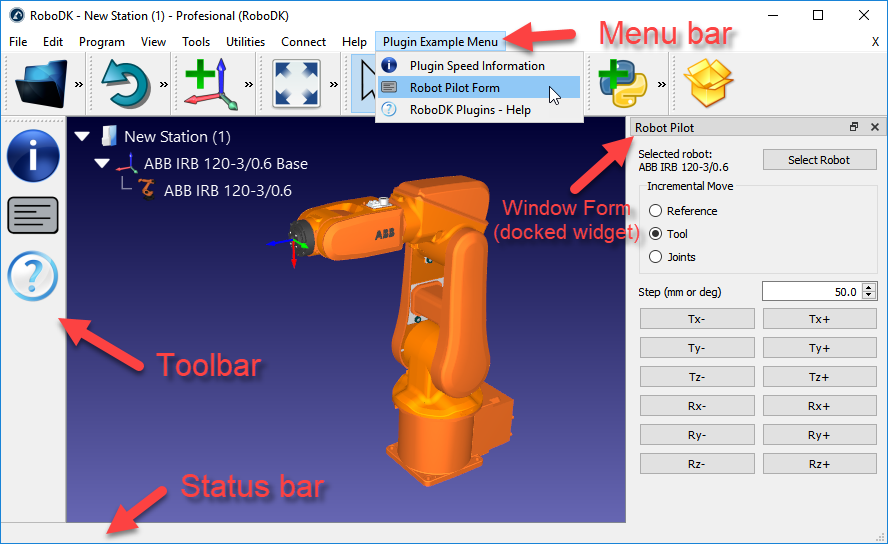 RoboDK - New Station (1) - Profesional (RoboDK)
File Edit Program View Tools Utilities Connect Help Plugin Example Menu X
Menu bar
Plugin Speed Information
Robot Pilot Form
RoboDK Plugins - Help
New Station (1)
ABB IRB 120-3/0.6 Base
ABB IRB 120-3/0.6
ABB
Toolbar
Status bar
Window Form
(docked widget)
Robot Pilot
Selected robot:
ABB IRB 120-3/0.6
Select Robot
Incremental Move
Reference
Tool
Joints
Step (mm or deg) 50.0
Tx- Tx+
Ty- Ty+
Tz- Tz+
Rx- Rx+
Ry- Ry+
Rz- Rz+